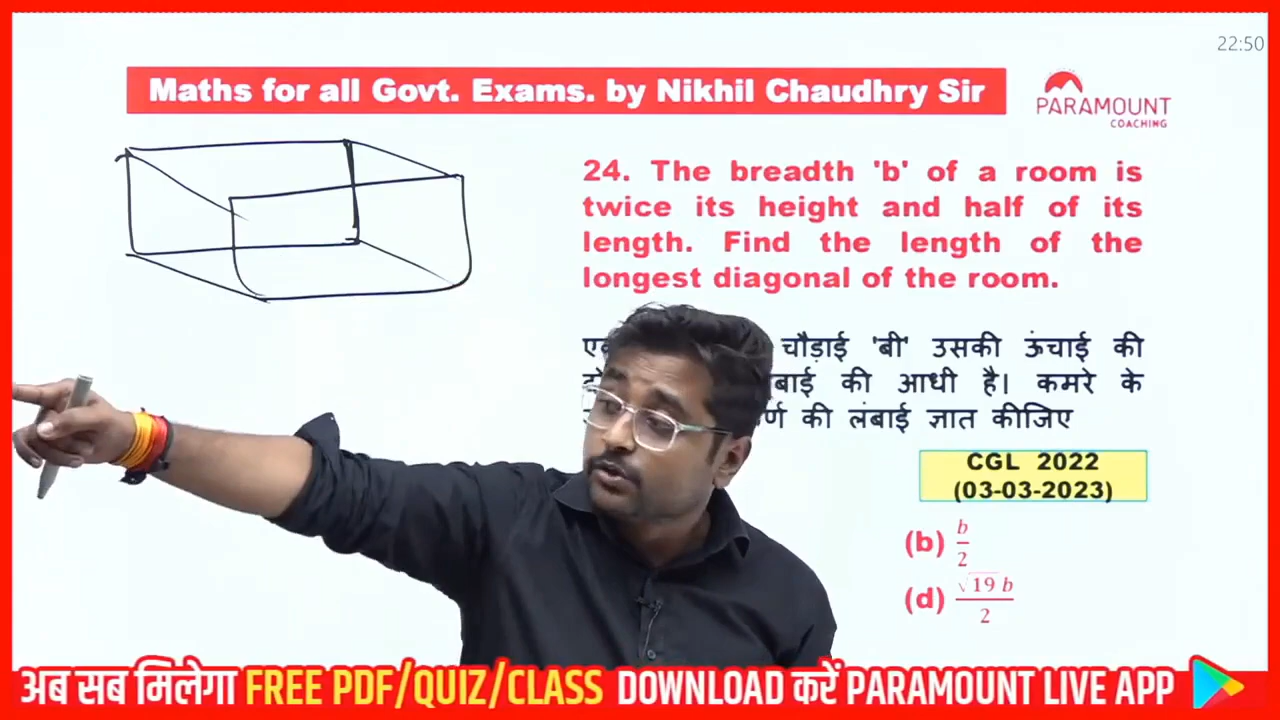 22:50
Maths for all Govt. Exams. by Nikhil Chaudhry Sir
PARAMOUNT
COACHING
24. The breadth 'b' of a room is
twice its height and half of its
length. Find the length of the
longest diagonal of the room.
चौड़ाई 'बी' उसकी ऊंचाई की
की आधी है। कमरे के
की लंबाई ज्ञात कीजिए
CGL 2022
(03-03-2023)
(b) b/2
(d) √19 b/2
अब सब मिलेगा FREE PDF/QUIZ/CLASS DOWNLOAD करें PARAMOUNT LIVE APP